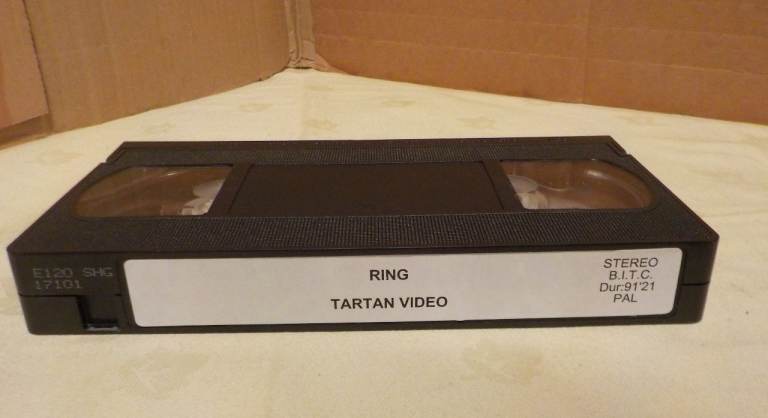 E120 SHG
17101
RING
TARTAN VIDEO
STEREO
B.I.T.C.
Dur:91'21
PAL